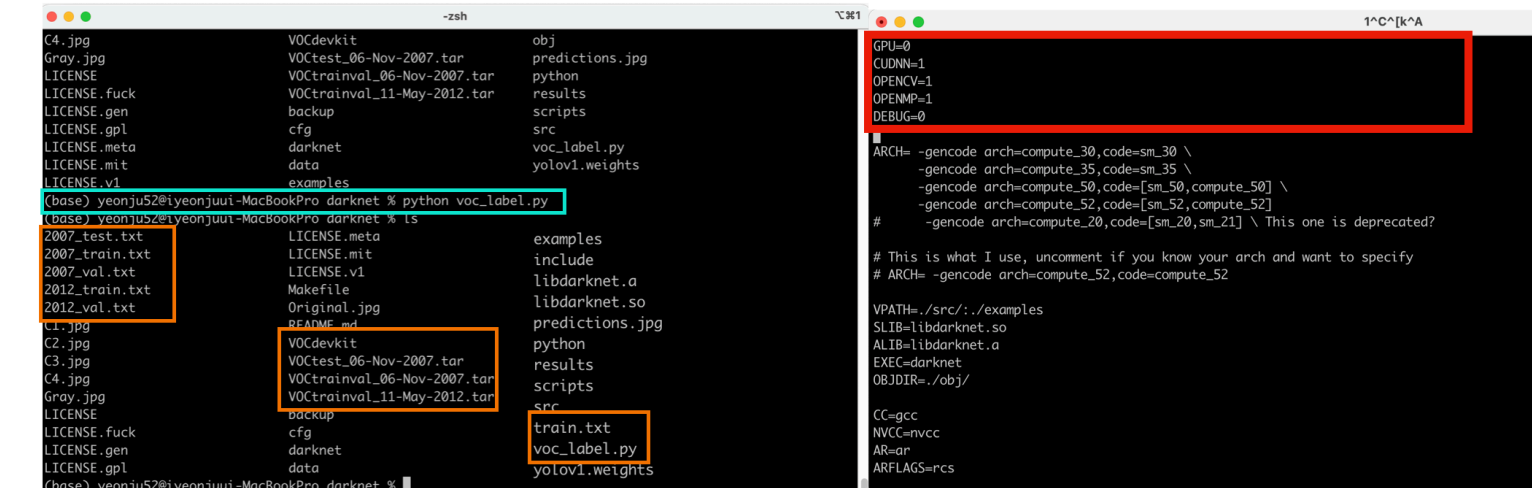 -zsh ⌥⌘1
C4.jpg VOCdevkit obj
Gray.jpg VOCtest_06-Nov-2007.tar predictions.jpg
LICENSE VOCtrainval_06-Nov-2007.tar python
LICENSE.fuck VOCtrainval_11-May-2012.tar results
LICENSE.gen backup scripts
LICENSE.gpl cfg src
LICENSE.meta darknet voc_label.py
LICENSE.mit data yolov1.weights
LICENSE.v1 examples
(base) yeonju52@iyeonjuui-MacBookPro darknet % python voc_label.py
(base) yeonju52@iyeonjuui-MacBookPro darknet % ls
2007_test.txt LICENSE.meta examples
2007_train.txt LICENSE.mit include
2007_val.txt LICENSE.v1 libdarknet.a
2012_train.txt Makefile libdarknet.so
2012_val.txt Original.jpg predictions.jpg
C1.jpg README.md python
C2.jpg VOCdevkit results
C3.jpg VOCtest_06-Nov-2007.tar scripts
C4.jpg VOCtrainval_06-Nov-2007.tar src
Gray.jpg VOCtrainval_11-May-2012.tar train.txt
LICENSE backup voc_label.py
LICENSE.fuck cfg yolov1.weights
LICENSE.gen darknet
LICENSE.gpl data
(base) yeonju52@iyeonjuui-MacBookPro darknet %
1^C^[k^A
GPU=0
CUDNN=1
OPENCV=1
OPENMP=1
DEBUG=0
ARCH= -gencode arch=compute_30,code=sm_30 \
-gencode arch=compute_35,code=sm_35 \
-gencode arch=compute_50,code=[sm_50,compute_50] \
-gencode arch=compute_52,code=[sm_52,compute_52]
# -gencode arch=compute_20,code=[sm_20,sm_21] \ This one is deprecated?
# This is what I use, uncomment if you know your arch and want to specify
# ARCH= -gencode arch=compute_52,code=compute_52
VPATH=./src/:./examples
SLIB=libdarknet.so
ALIB=libdarknet.a
EXEC=darknet
OBJDIR=./obj/
CC=gcc
NVCC=nvcc
AR=ar
ARFLAGS=rcs